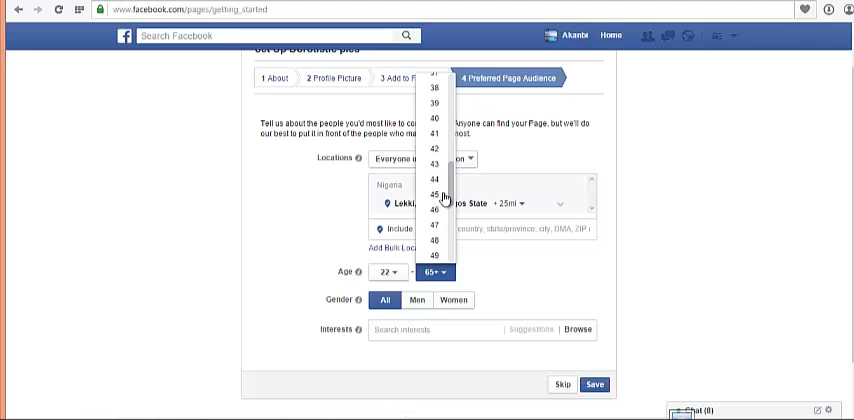 www.facebook.com/pages/getting_started
f Search Facebook Akanbi Home
1 About 2 Profile Picture 3 Add to F 4 Preferred Page Audience
Tell us about the people you'd most like to co Anyone can find your Page, but we'll do
our best to put it in front of the people who ma most.
Locations Everyone in on
Nigeria
Lekki, gos State + 25mi
Include country, state/province, city, DMA, ZIP
Add Bulk Loca
37
38
39
40
41
42
43
44
45
46
47
48
49
Age 22 - 65+
Gender All Men Women
Interests Search interests Suggestions Browse
Skip Save
Chat (0)